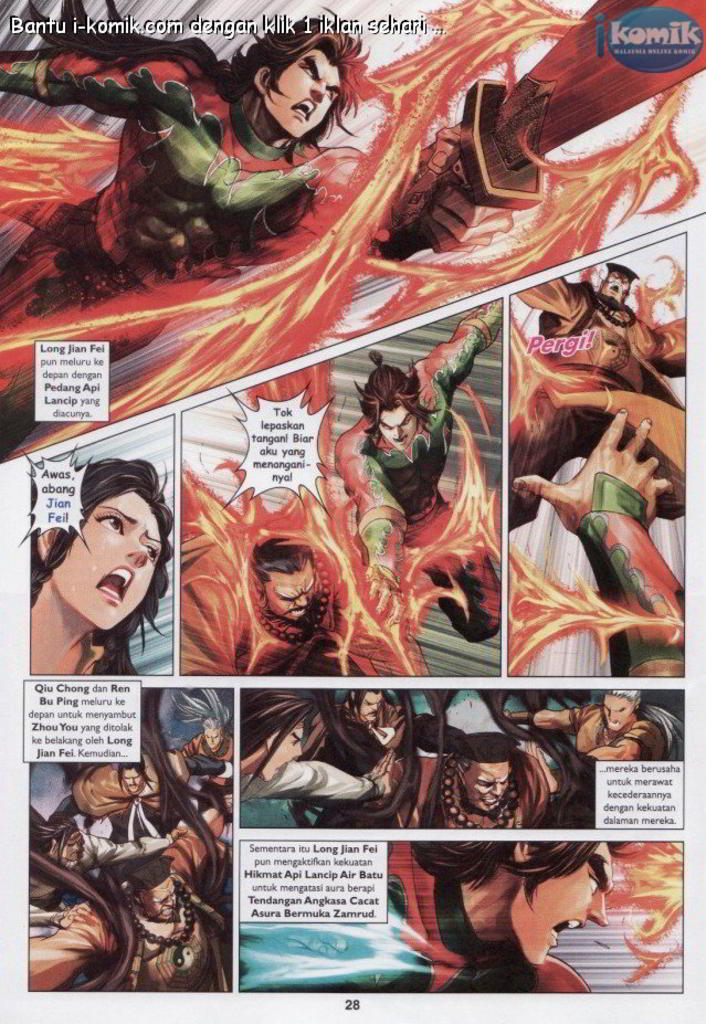 Bantu i-komik.com dengan klik 1 iklan sehari ...
i komik
MALAYSIA ONLINE KOMIK
Long Jian Fei
pun meluru ke
depan dengan
Pedang Api
Lancip yang
diacunya.
Awas,
abang
Jian
Fei!
Tok
lepaskan
tangan! Biar
aku yang
menangani-
nya!
Pergi!
Qiu Chong dan Ren
Bu Ping meluru ke
depan untuk menyambut
Zhou You yang ditolak
ke belakang oleh Long
Jian Fei. Kemudian...
...mereka berusaha
untuk merawat
kecederaannya
dengan kekuatan
dalaman mereka.
Sementara itu Long Jian Fei
pun mengaktifkan kekuatan
Hikmat Api Lancip Air Batu
untuk mengatasi aura berapi
Tendangan Angkasa Cacat
Asura Bermuka Zamrud.
28